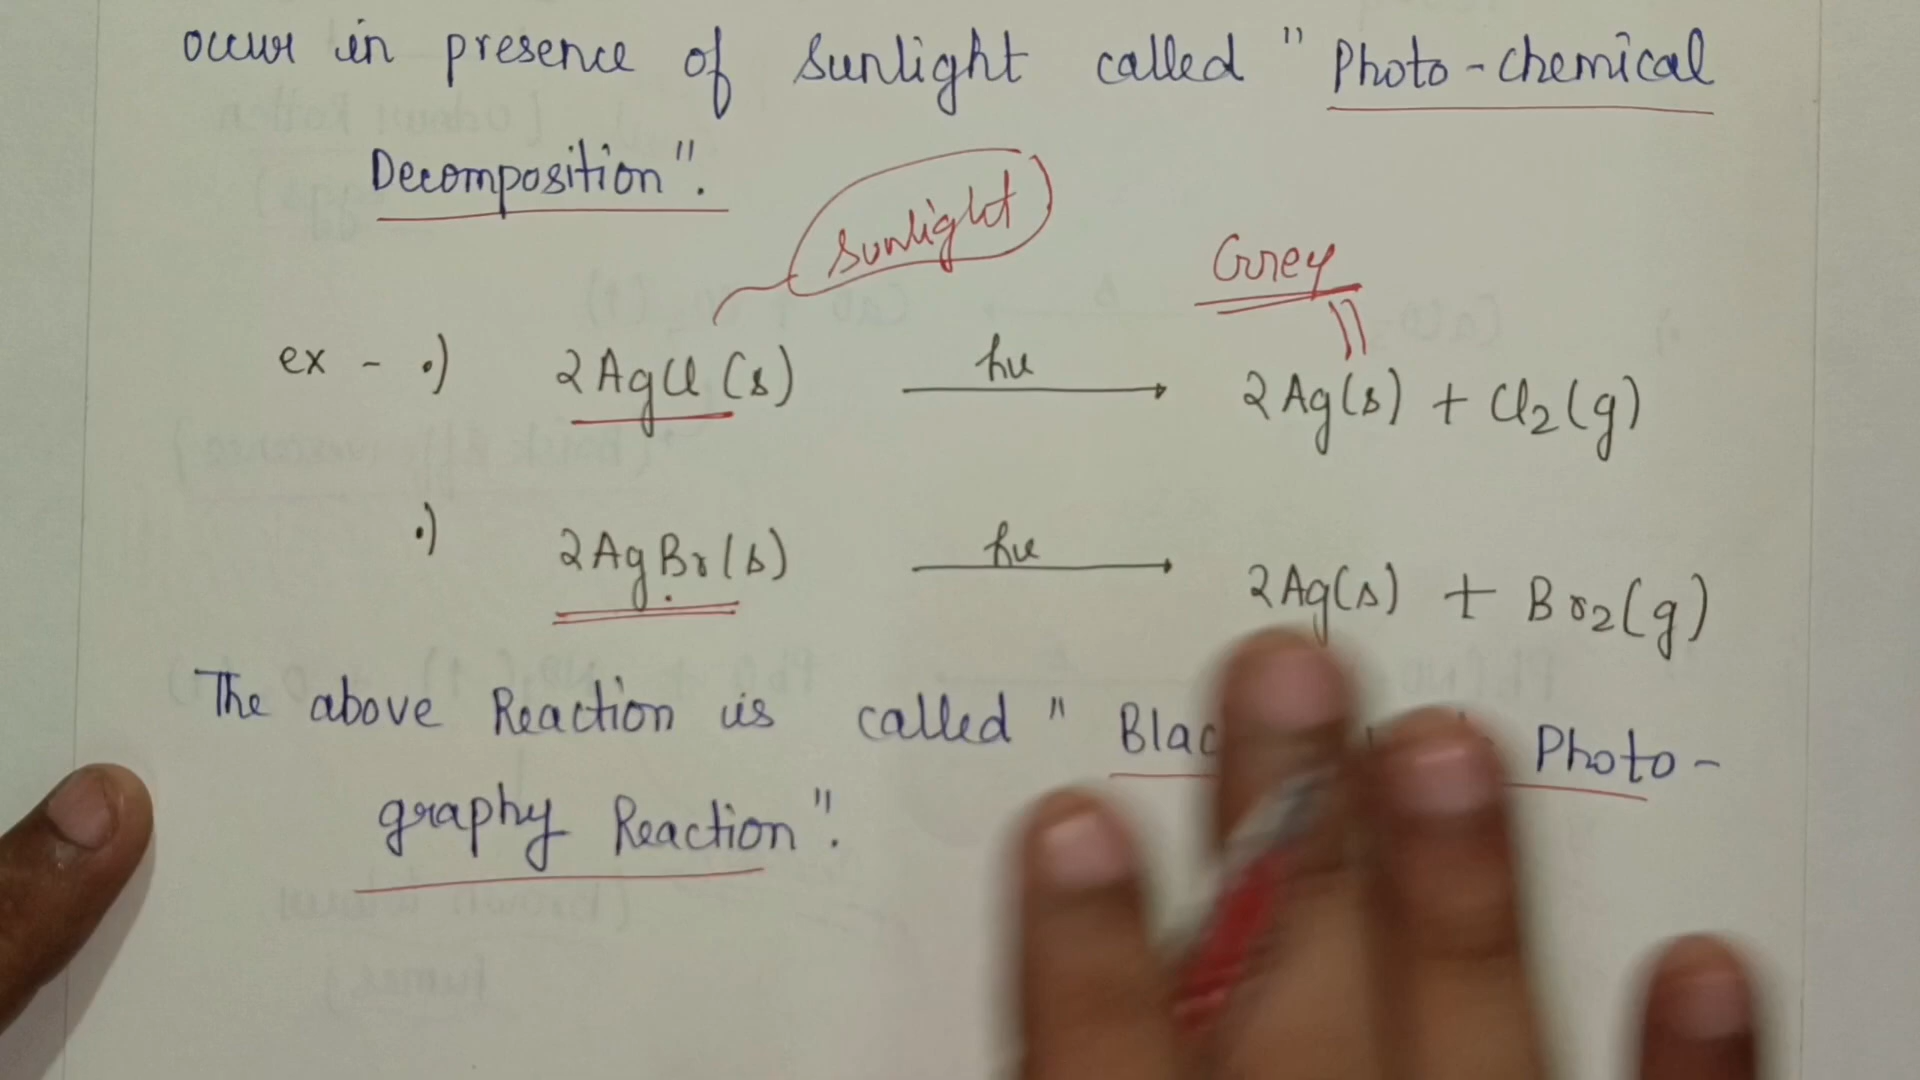 occur in presence of sunlight called "Photo-chemical
Decomposition".
sunlight
Grey
ex - •) 2AgCl(s) hν → 2Ag(s) + Cl₂(g)
•) 2AgBr(s) hν → 2Ag(s) + Br₂(g)
The above Reaction is called " Photo-
graphy Reaction".